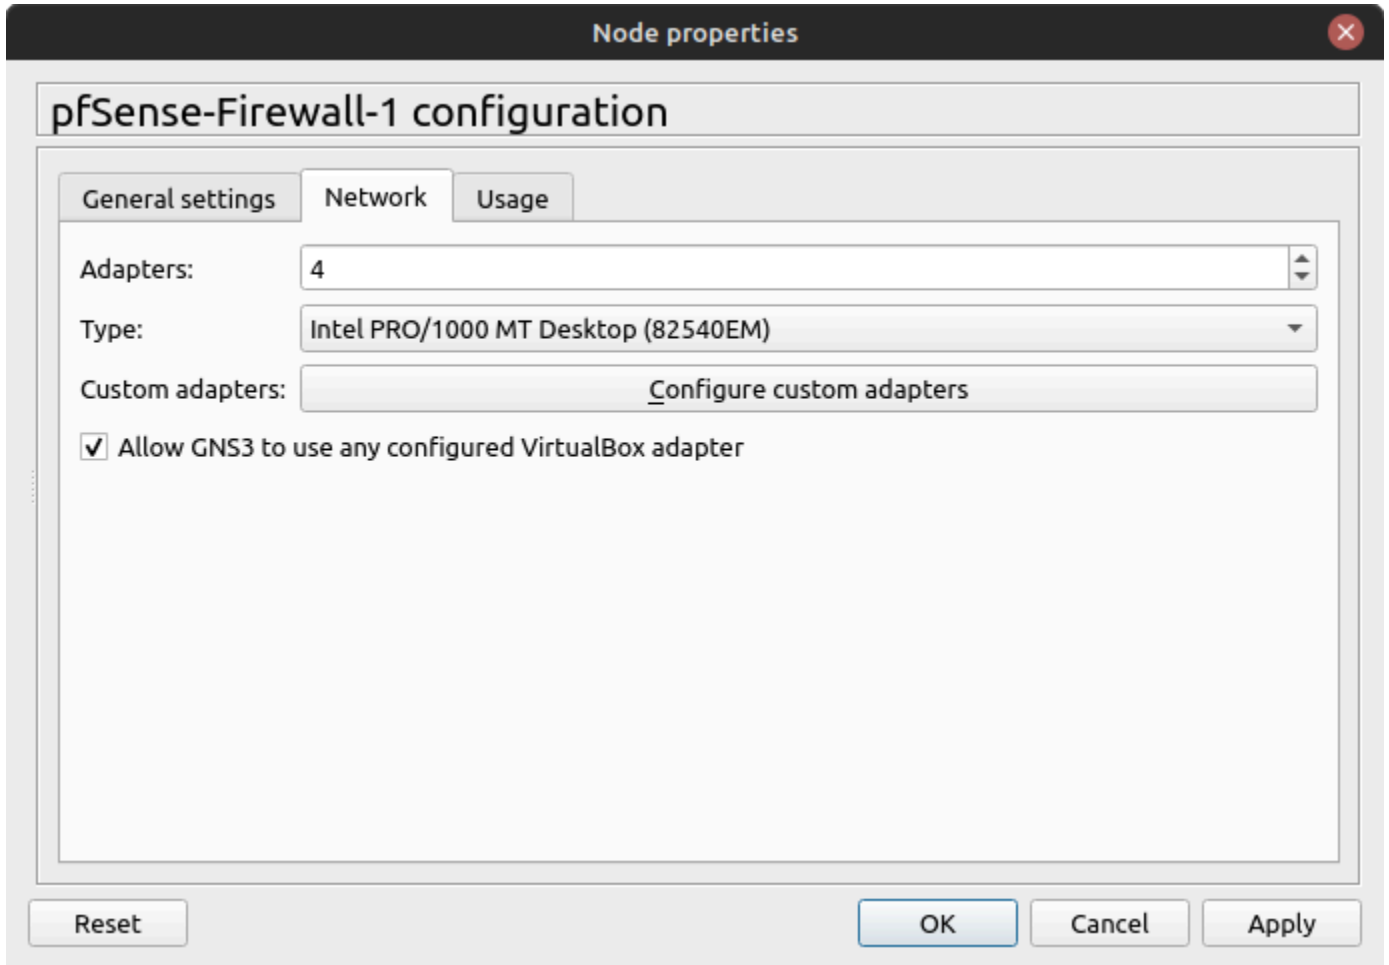 Node properties
pfSense-Firewall-1 configuration
General settings Network Usage
Adapters: 4
Type: Intel PRO/1000 MT Desktop (82540EM)
Custom adapters: Configure custom adapters
Allow GNS3 to use any configured VirtualBox adapter
Reset OK Cancel Apply